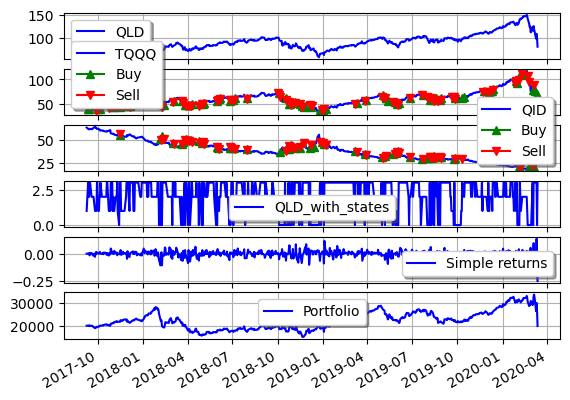 150
100
QLD
TQQQ
Buy
Sell
100
50
QID
Buy
Sell
50
25
2.5
0.0
QLD_with_states
0.00
−0.25
Simple returns
30000
20000
Portfolio
2017-10
2018-01
2018-04
2018-07
2018-10
2019-01
2019-04
2019-07
2019-10
2020-01
2020-04